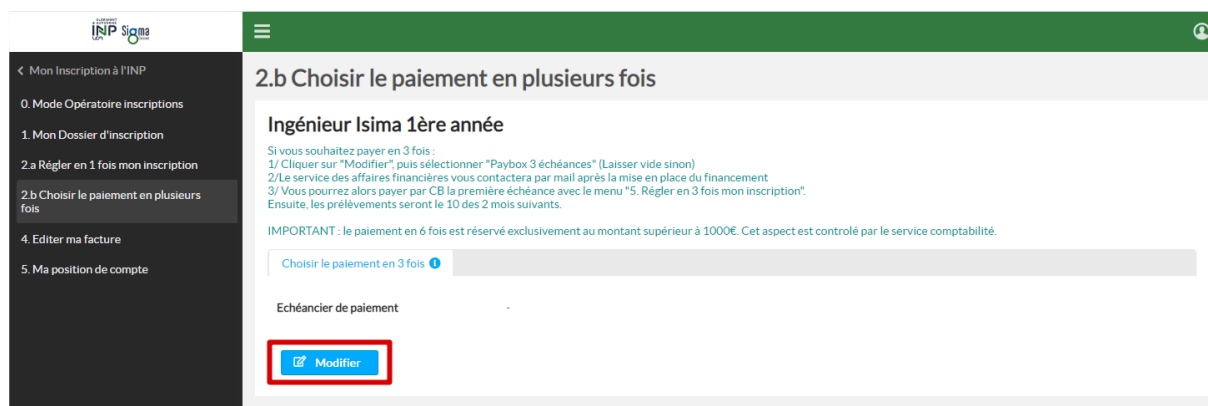 INP Sigma
Mon Inscription à l'INP
0. Mode Opératoire inscriptions
1. Mon Dossier d'inscription
2.a Régler en 1 fois mon inscription
2.b Choisir le paiement en plusieurs
fois
4. Editer ma facture
5. Ma position de compte
2.b Choisir le paiement en plusieurs fois
Ingénieur Isima 1ère année
Si vous souhaitez payer en 3 fois :
1/ Cliquer sur "Modifier", puis sélectionner "Paybox 3 échéances" (Laisser vide sinon)
2/Le service des affaires financières vous contactera par mail après la mise en place du financement
3/ Vous pourrez alors payer par CB la première échéance avec le menu "5. Régler en 3 fois mon inscription".
Ensuite, les prélèvements seront le 10 des 2 mois suivants.
IMPORTANT : le paiement en 6 fois est réservé exclusivement au montant supérieur à 1000€. Cet aspect est controlé par le service comptabilité.
Choisir le paiement en 3 fois
Echéancier de paiement -
Modifier